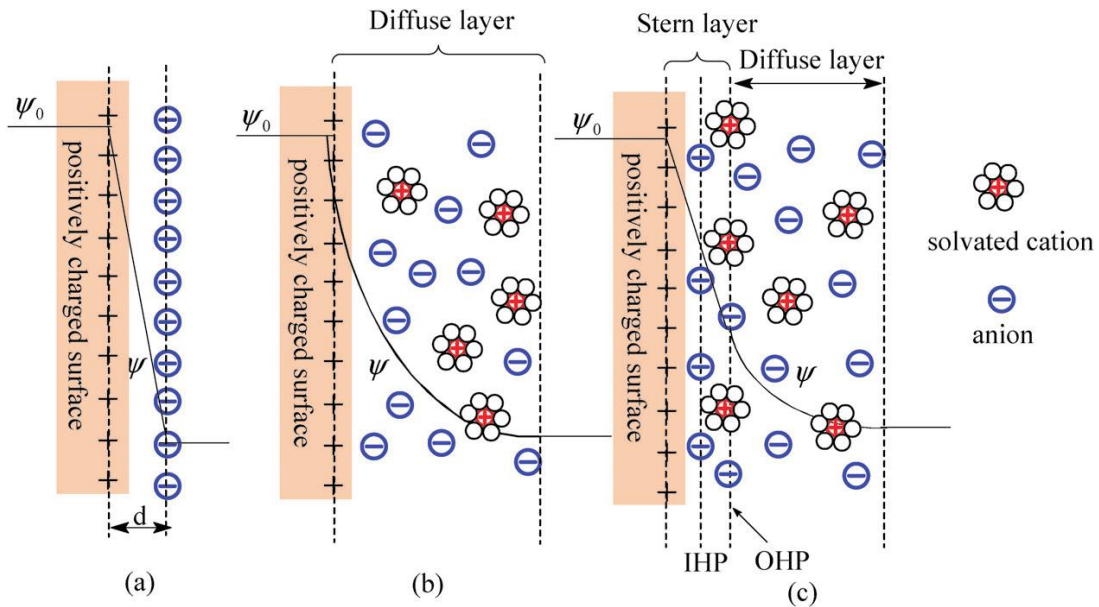 Diffuse layer
Stern layer
Diffuse layer
ψ₀
ψ₀
ψ₀
positively charged surface
positively charged surface
positively charged surface
ψ
ψ
ψ
solvated cation
anion
d
IHP
OHP
(a)
(b)
(c)